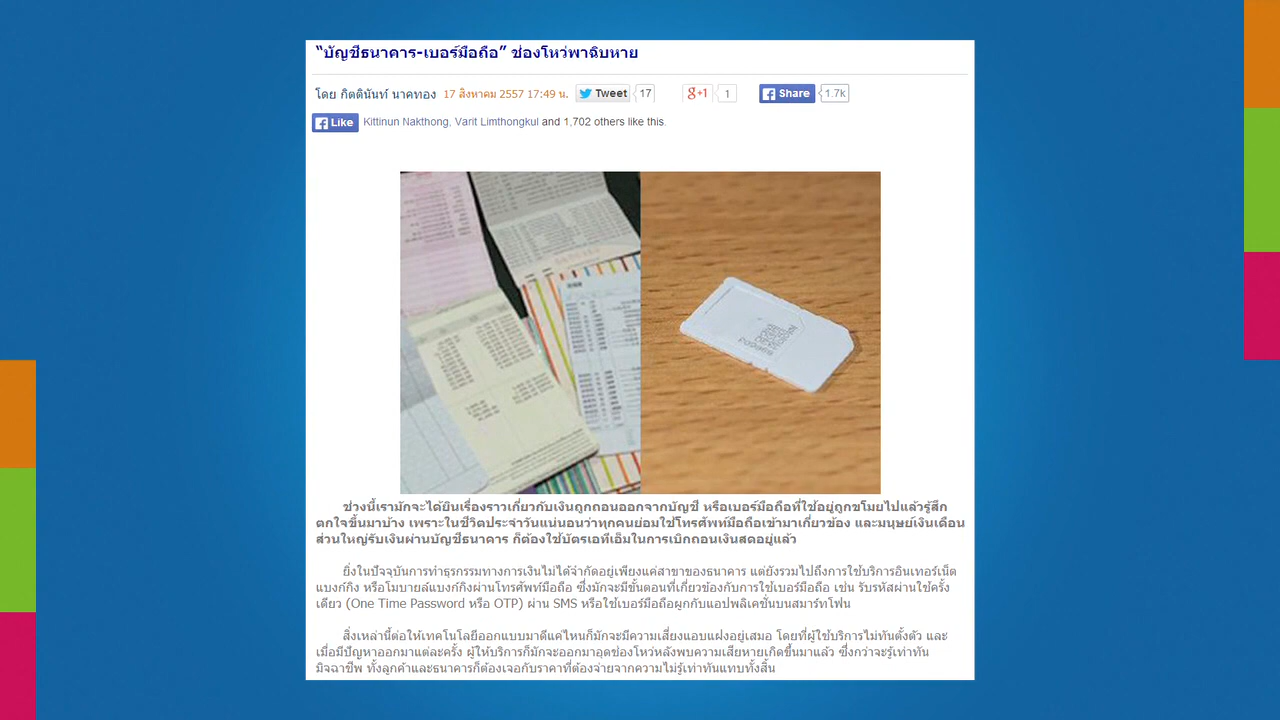 “บัญชีธนาคาร-เบอร์มือถือ” ช่องโหว่พาฉิบหาย
โดย กิตตินันท์ นาคทอง 17 สิงหาคม 2557 17:49 น. Tweet 17 g+1 1 Share 1.7k
Like Kittinun Nakthong, Varit Limthongkul and 1,702 others like this.
ช่วงนี้เรามักจะได้ยินเรื่องราวเกี่ยวกับเงินถูกถอนออกจากบัญชี หรือเบอร์มือถือที่ใช้อยู่ถูกขโมยไปแล้วรู้สึก
ตกใจขึ้นมาบ้าง เพราะในชีวิตประจำวันแน่นอนว่าทุกคนย่อมใช้โทรศัพท์มือถือเข้ามาเกี่ยวข้อง และมนุษย์เงินเดือน
ส่วนใหญ่รับเงินผ่านบัญชีธนาคาร ก็ต้องใช้บัตรเอทีเอ็มในการเบิกถอนเงินสดอยู่แล้ว
ยิ่งในปัจจุบันการทำธุรกรรมทางการเงินไม่ได้จำกัดอยู่เพียงแค่สาขาของธนาคาร แต่ยังรวมไปถึงการใช้บริการอินเทอร์เน็ต
แบงก์กิง หรือโมบายล์แบงก์กิงผ่านโทรศัพท์มือถือ ซึ่งมักจะมีขั้นตอนที่เกี่ยวข้องกับการใช้เบอร์มือถือ เช่น รับรหัสผ่านใช้ครั้ง
เดียว (One Time Password หรือ OTP) ผ่าน SMS หรือใช้เบอร์มือถือผูกกับแอปพลิเคชั่นบนสมาร์ทโฟน
สิ่งเหล่านี้ต่อให้เทคโนโลยีออกแบบมาดีแค่ไหนก็มักจะมีความเสี่ยงแอบแฝงอยู่เสมอ โดยที่ผู้ใช้บริการไม่ทันตั้งตัว และ
เมื่อมีปัญหาออกมาแต่ละครั้ง ผู้ให้บริการก็มักจะออกมาอุดช่องโหว่หลังพบความเสียหายเกิดขึ้นมาแล้ว ซึ่งกว่าจะรู้เท่าทัน
มิจฉาชีพ ทั้งลูกค้าและธนาคารก็ต้องเจอกับราคาที่ต้องจ่ายจากความไม่รู้เท่าทันแทบทั้งสิ้น